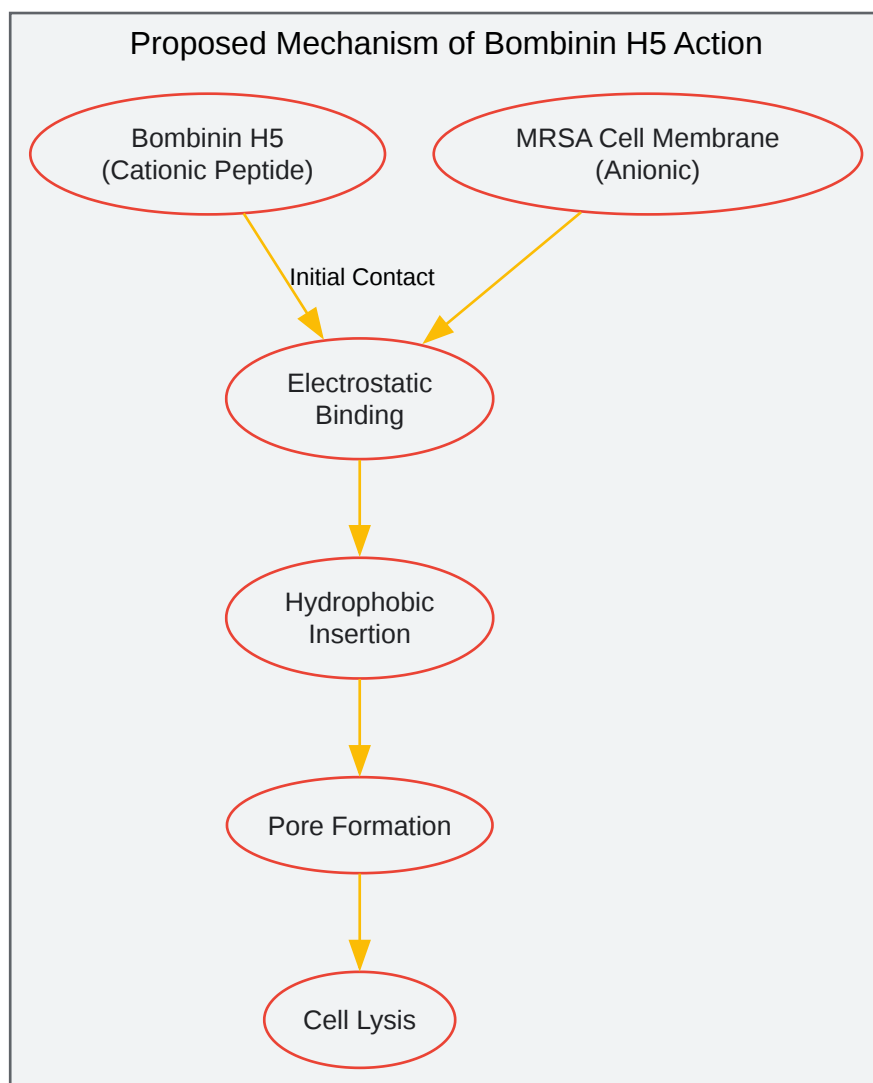 Proposed Mechanism of Bombinin H5 Action
Bombinin H5
(Cationic Peptide)
MRSA Cell Membrane
(Anionic)
Initial Contact
Electrostatic
Binding
Hydrophobic
Insertion
Pore Formation
Cell Lysis